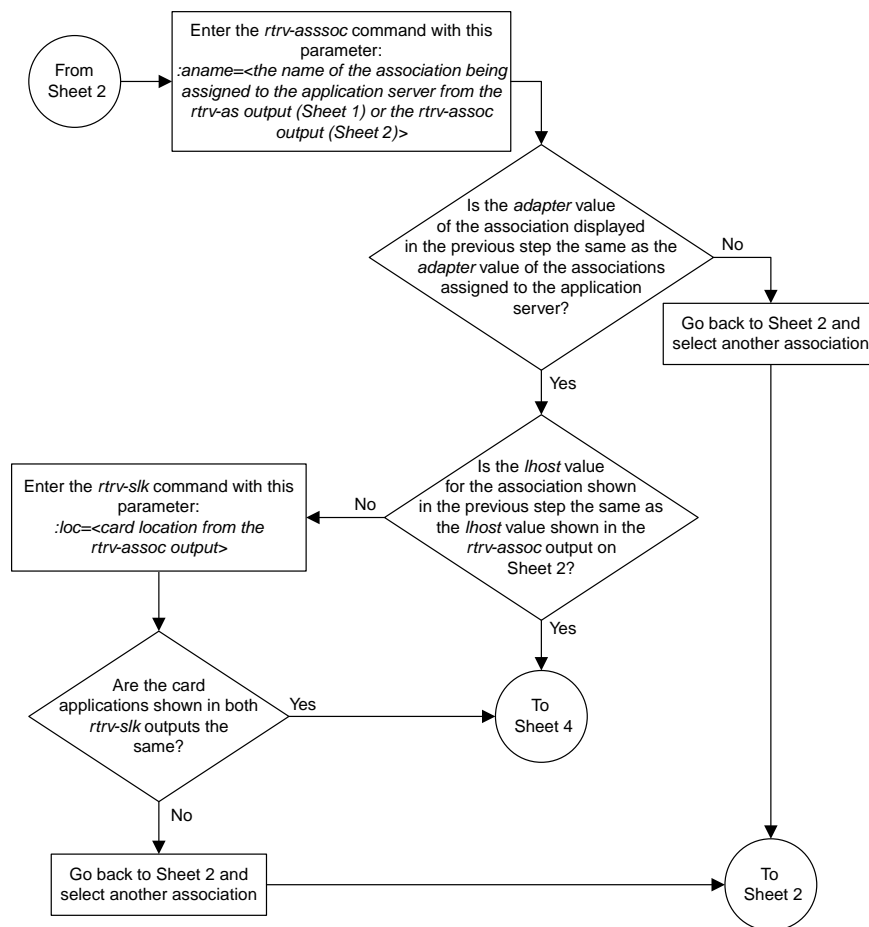 From
Sheet 2
Enter the rtrv-asssoc command with this
parameter:
:aname=<the name of the association being
assigned to the application server from the
rtrv-as output (Sheet 1) or the rtrv-assoc
output (Sheet 2)>
Is the adapter value
of the association displayed
in the previous step the same as the
adapter value of the associations
assigned to the application
server?
No
Go back to Sheet 2 and
select another association
Yes
Is the lhost value
for the association shown
in the previous step the same as
the lhost value shown in the
rtrv-assoc output on
Sheet 2?
No
Enter the rtrv-slk command with this
parameter:
:loc=<card location from the
rtrv-assoc output>
Yes
Are the card
applications shown in both
rtrv-slk outputs the
same?
Yes
To
Sheet 4
No
Go back to Sheet 2 and
select another association
To
Sheet 2